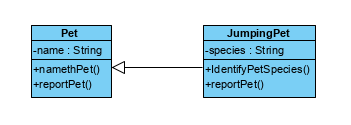 Pet
-name : String
+namethPet()
+reportPet()
JumpingPet
-species : String
+IdentifyPetSpecies()
+reportPet()